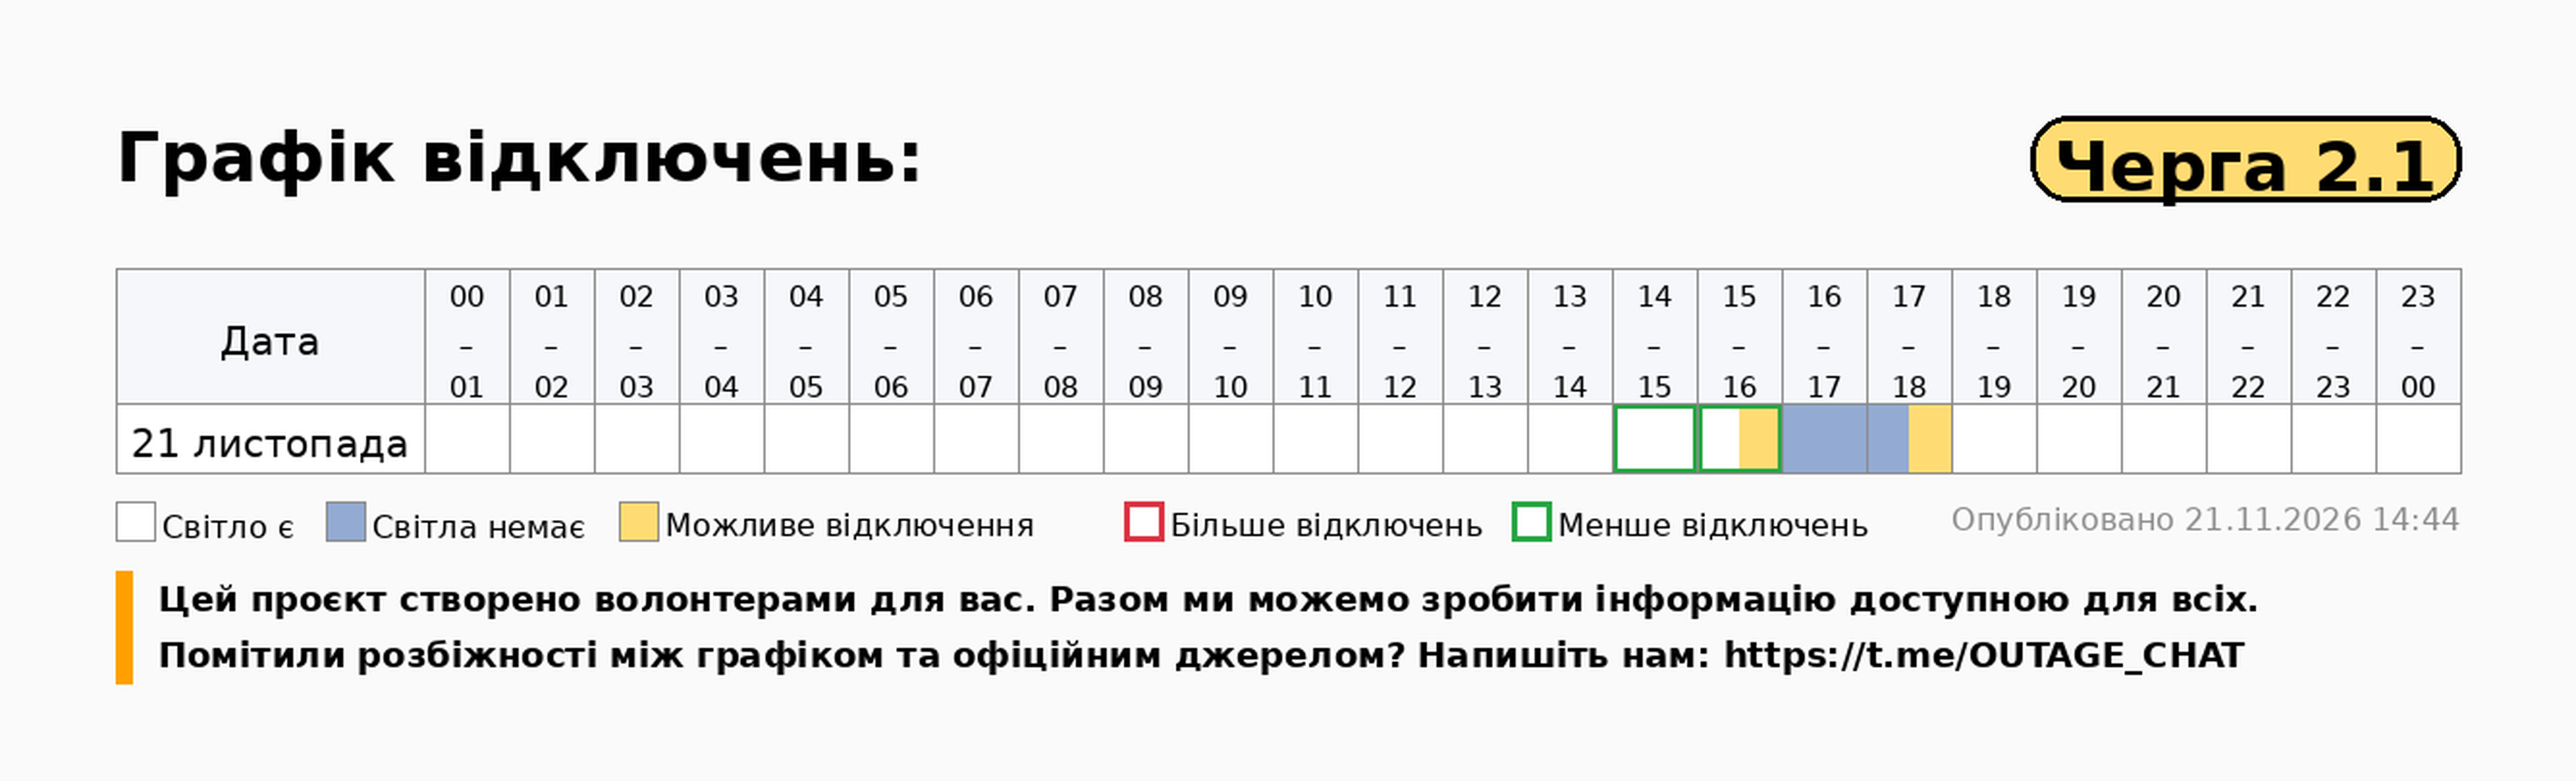 Графік відключень:
Черга 2.1
Дата 00 – 01 01 – 02 02 – 03 03 – 04 04 – 05 05 – 06 06 – 07 07 – 08 08 – 09 09 – 10 10 – 11 11 – 12 12 – 13 13 – 14 14 – 15 15 – 16 16 – 17 17 – 18 18 – 19 19 – 20 20 – 21 21 – 22 22 – 23 23 – 00
21 листопада
Світло є Світла немає Можливе відключення Більше відключень Менше відключень Опубліковано 21.11.2026 14:44
Цей проєкт створено волонтерами для вас. Разом ми можемо зробити інформацію доступною для всіх.
Помітили розбіжності між графіком та офіційним джерелом? Напишіть нам: https://t.me/OUTAGE_CHAT